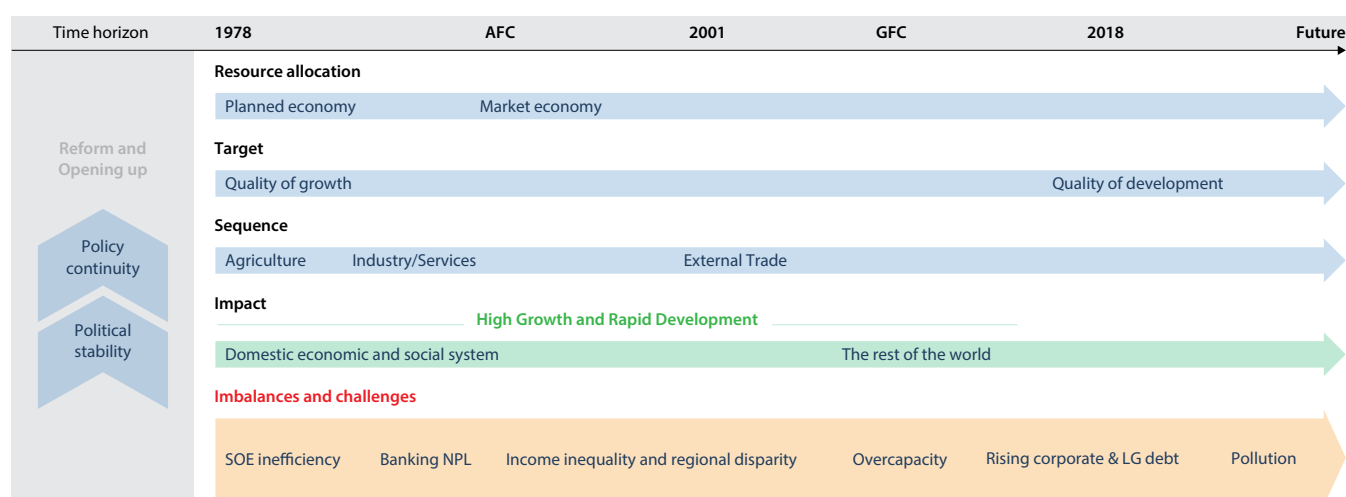 Time horizon 1978 AFC 2001 GFC 2018 Future
Reform and
Opening up
Policy
continuity
Political
stability
Resource allocation
Planned economy Market economy
Target
Quality of growth Quality of development
Sequence
Agriculture Industry/Services External Trade
Impact
High Growth and Rapid Development
Domestic economic and social system The rest of the world
Imbalances and challenges
SOE inefficiency Banking NPL Income inequality and regional disparity Overcapacity Rising corporate & LG debt Pollution